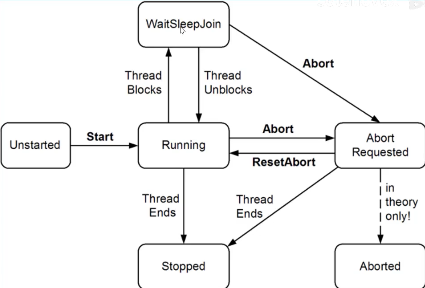 WaitSleepJoin
Abort
Thread
Blocks
Thread
Unblocks
Unstarted
Start
Running
Abort
ResetAbort
Abort
Requested
Thread
Ends
Thread
Ends
in
theory
only!
Stopped
Aborted